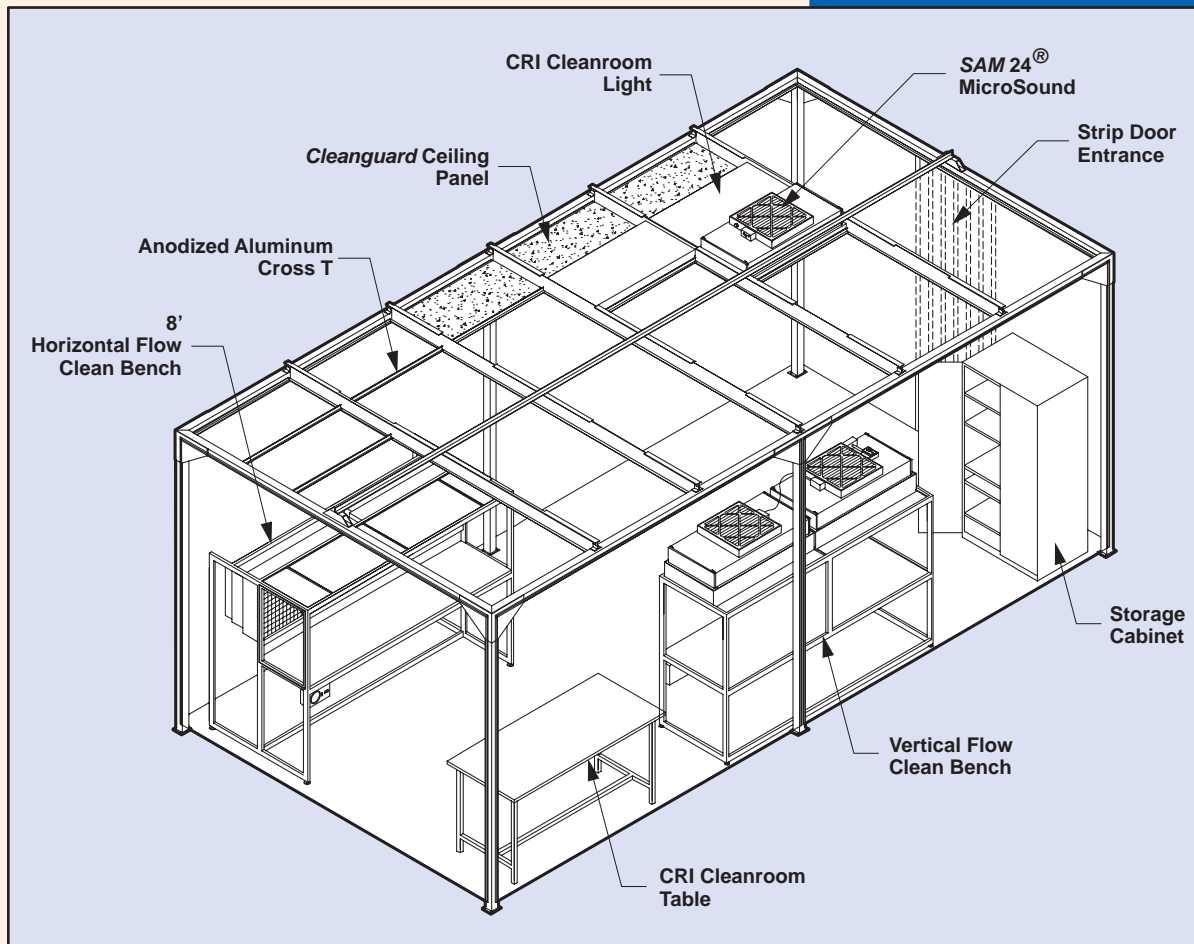 CRI Cleanroom
Light
SAM 24®
MicroSound
Strip Door
Entrance
Cleanguard Ceiling
Panel
Anodized Aluminum
Cross T
8’
Horizontal Flow
Clean Bench
Storage
Cabinet
Vertical Flow
Clean Bench
CRI Cleanroom
Table